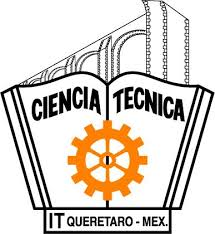 CIENCIA TECNICA
IT QUERETARO - MEX.